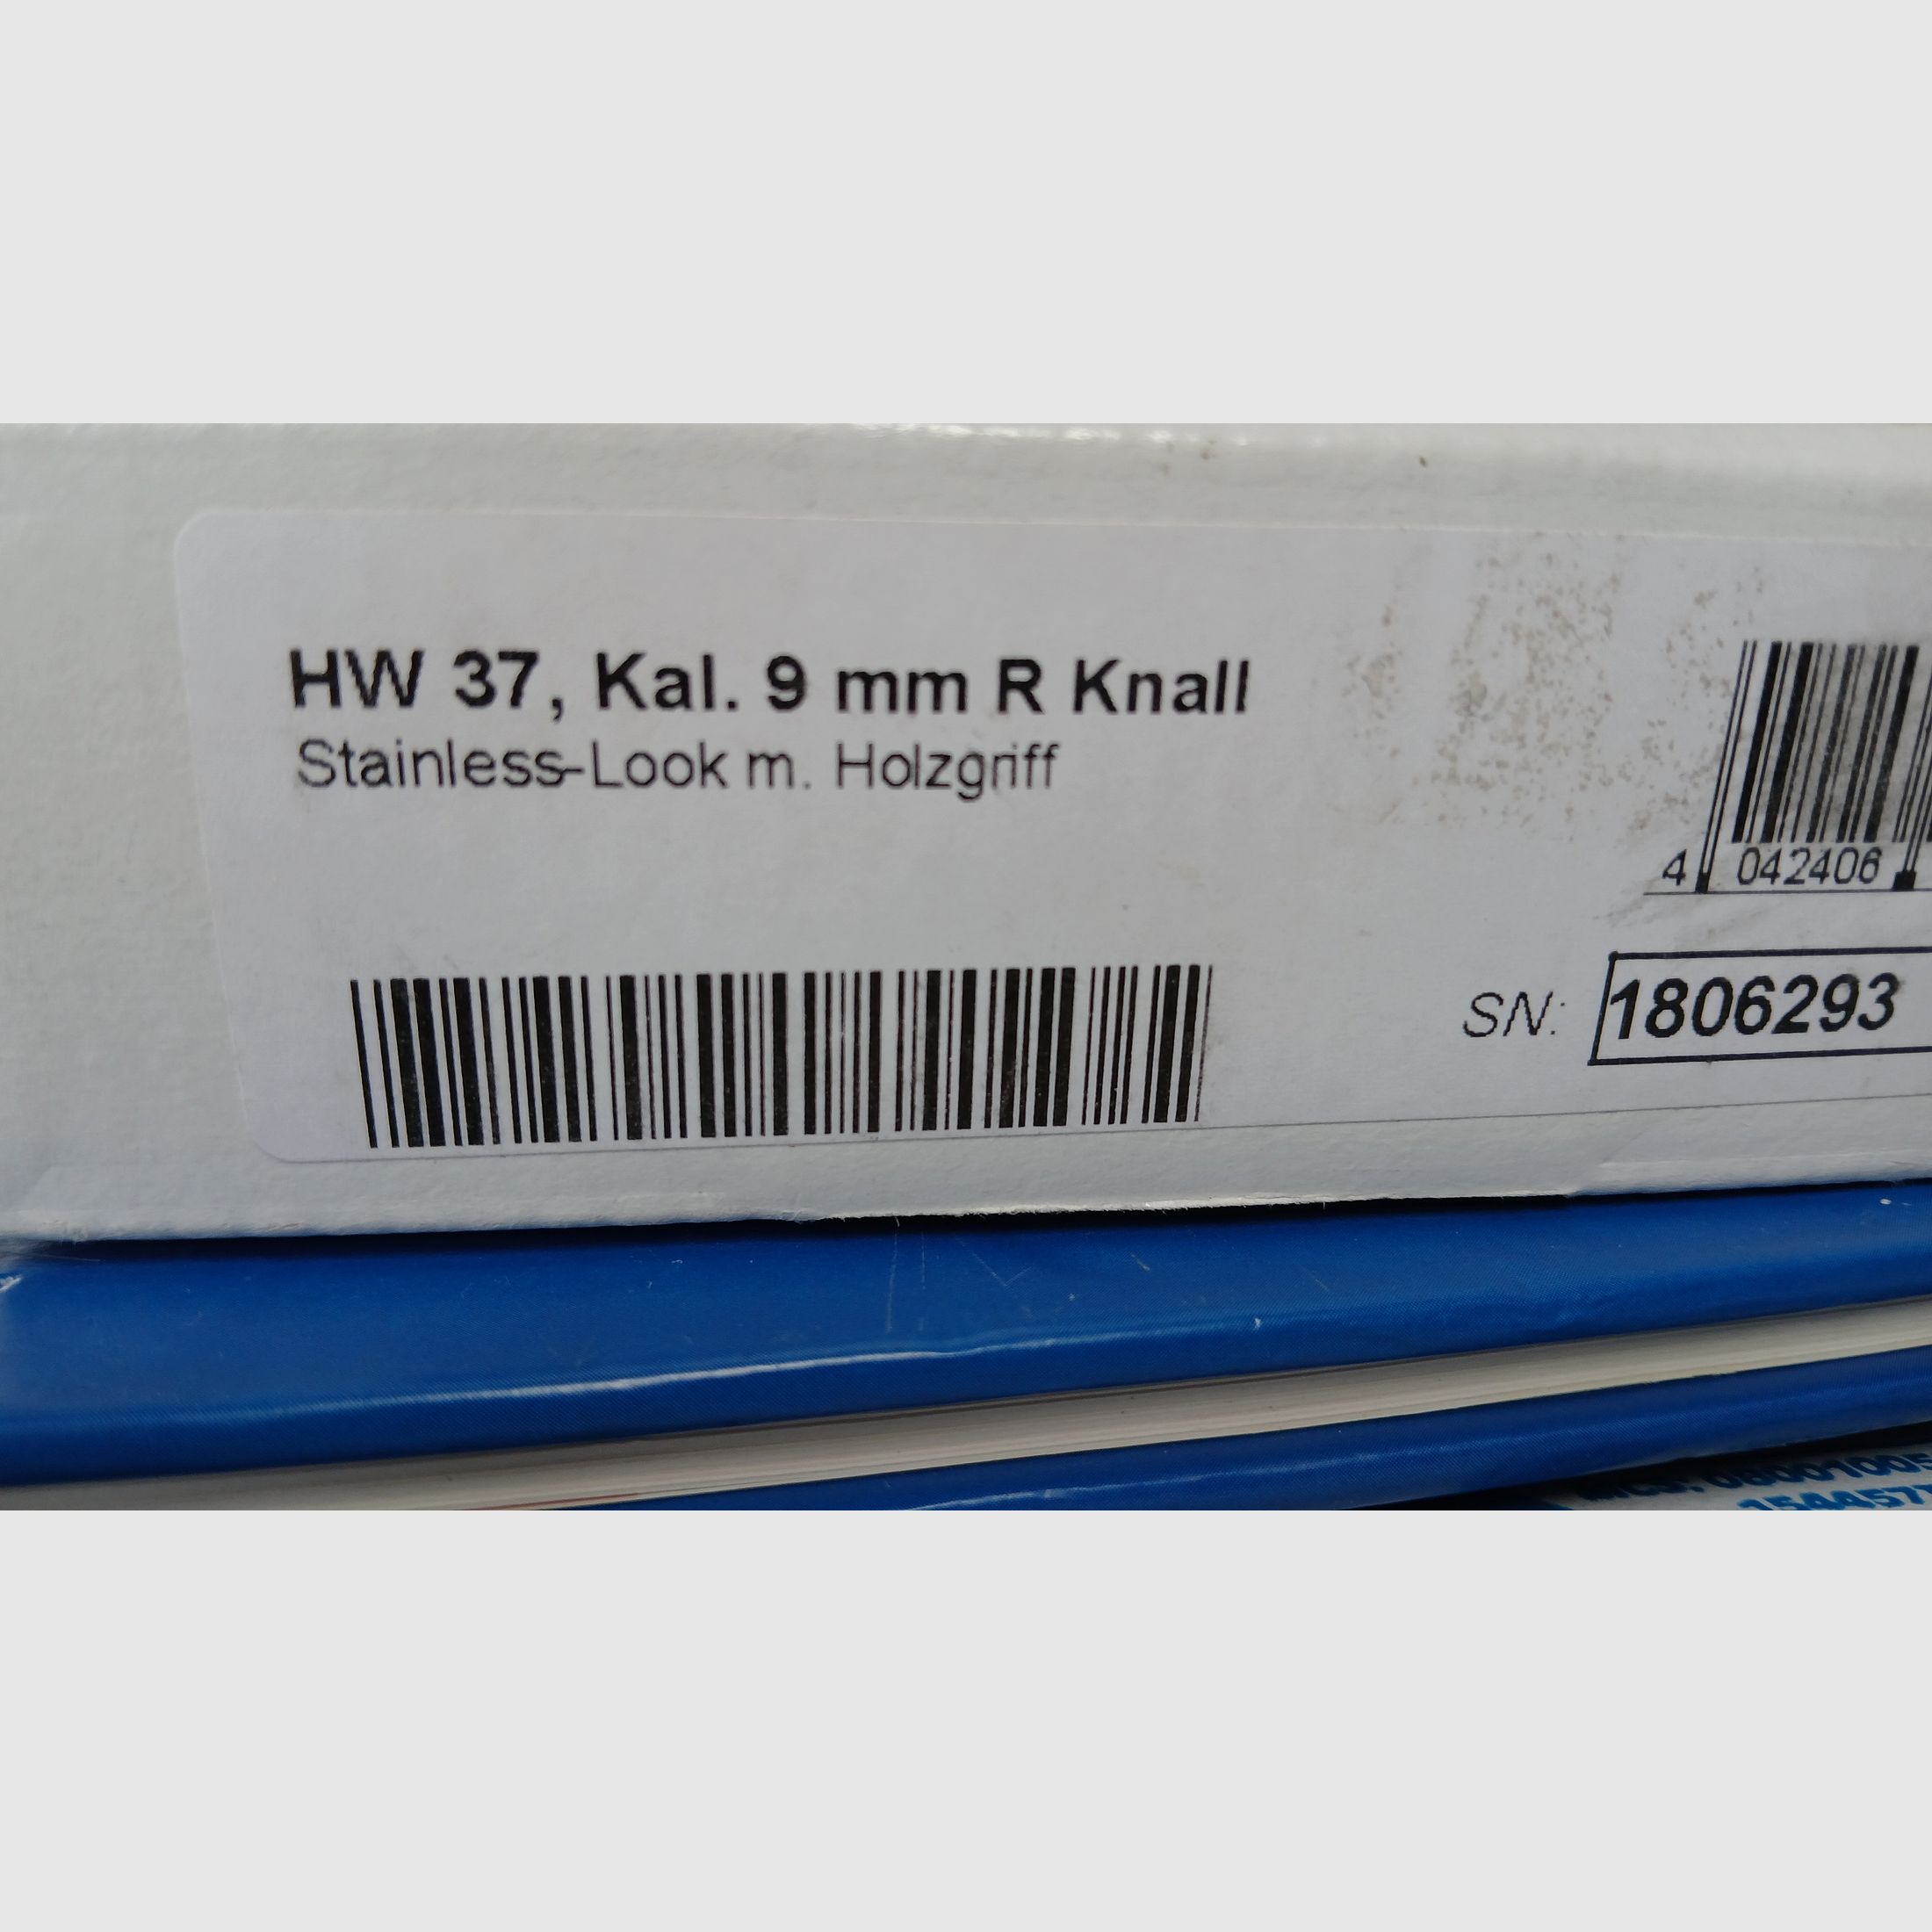 HW 37, Kal. 9 mm R Knall
Stainless-Look m. Holzgriff
4 042406
SN: 1806293